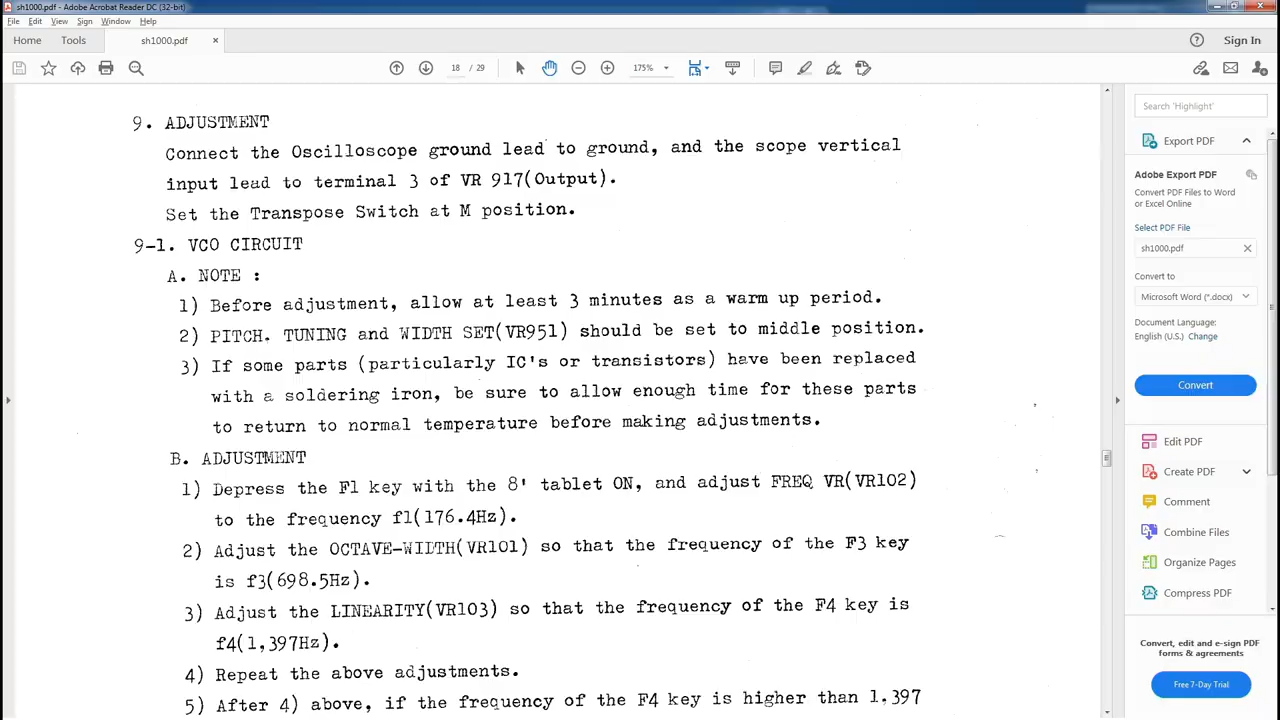 sh1000.pdf - Adobe Acrobat Reader DC (32-bit)
File Edit View Sign Window Help
Home Tools sh1000.pdf × ? Sign In
18 / 29 175%
9. ADJUSTMENT
Connect the Oscilloscope ground lead to ground, and the scope vertical
input lead to terminal 3 of VR 917(Output).
Set the Transpose Switch at M position.
9-1. VCO CIRCUIT
A. NOTE :
1) Before adjustment, allow at least 3 minutes as a warm up period.
2) PITCH. TUNING and WIDTH SET(VR951) should be set to middle position.
3) If some parts (particularly IC's or transistors) have been replaced
with a soldering iron, be sure to allow enough time for these parts
to return to normal temperature before making adjustments.
B. ADJUSTMENT
1) Depress the F1 key with the 8' tablet ON, and adjust FREQ VR(VR102)
to the frequency f1(176.4Hz).
2) Adjust the OCTAVE-WIDTH(VR101) so that the frequency of the F3 key
is f3(698.5Hz).
3) Adjust the LINEARITY(VR103) so that the frequency of the F4 key is
f4(1,397Hz).
4) Repeat the above adjustments.
5) After 4) above, if the frequency of the F4 key is higher than 1,397
Search 'Highlight'
Export PDF
Adobe Export PDF
Convert PDF Files to Word
or Excel Online
Select PDF File
sh1000.pdf
Convert to
Microsoft Word (*.docx)
Document Language:
English (U.S.) Change
Convert
Edit PDF
Create PDF
Comment
Combine Files
Organize Pages
Compress PDF
Convert, edit and e-sign PDF
forms & agreements
Free 7-Day Trial